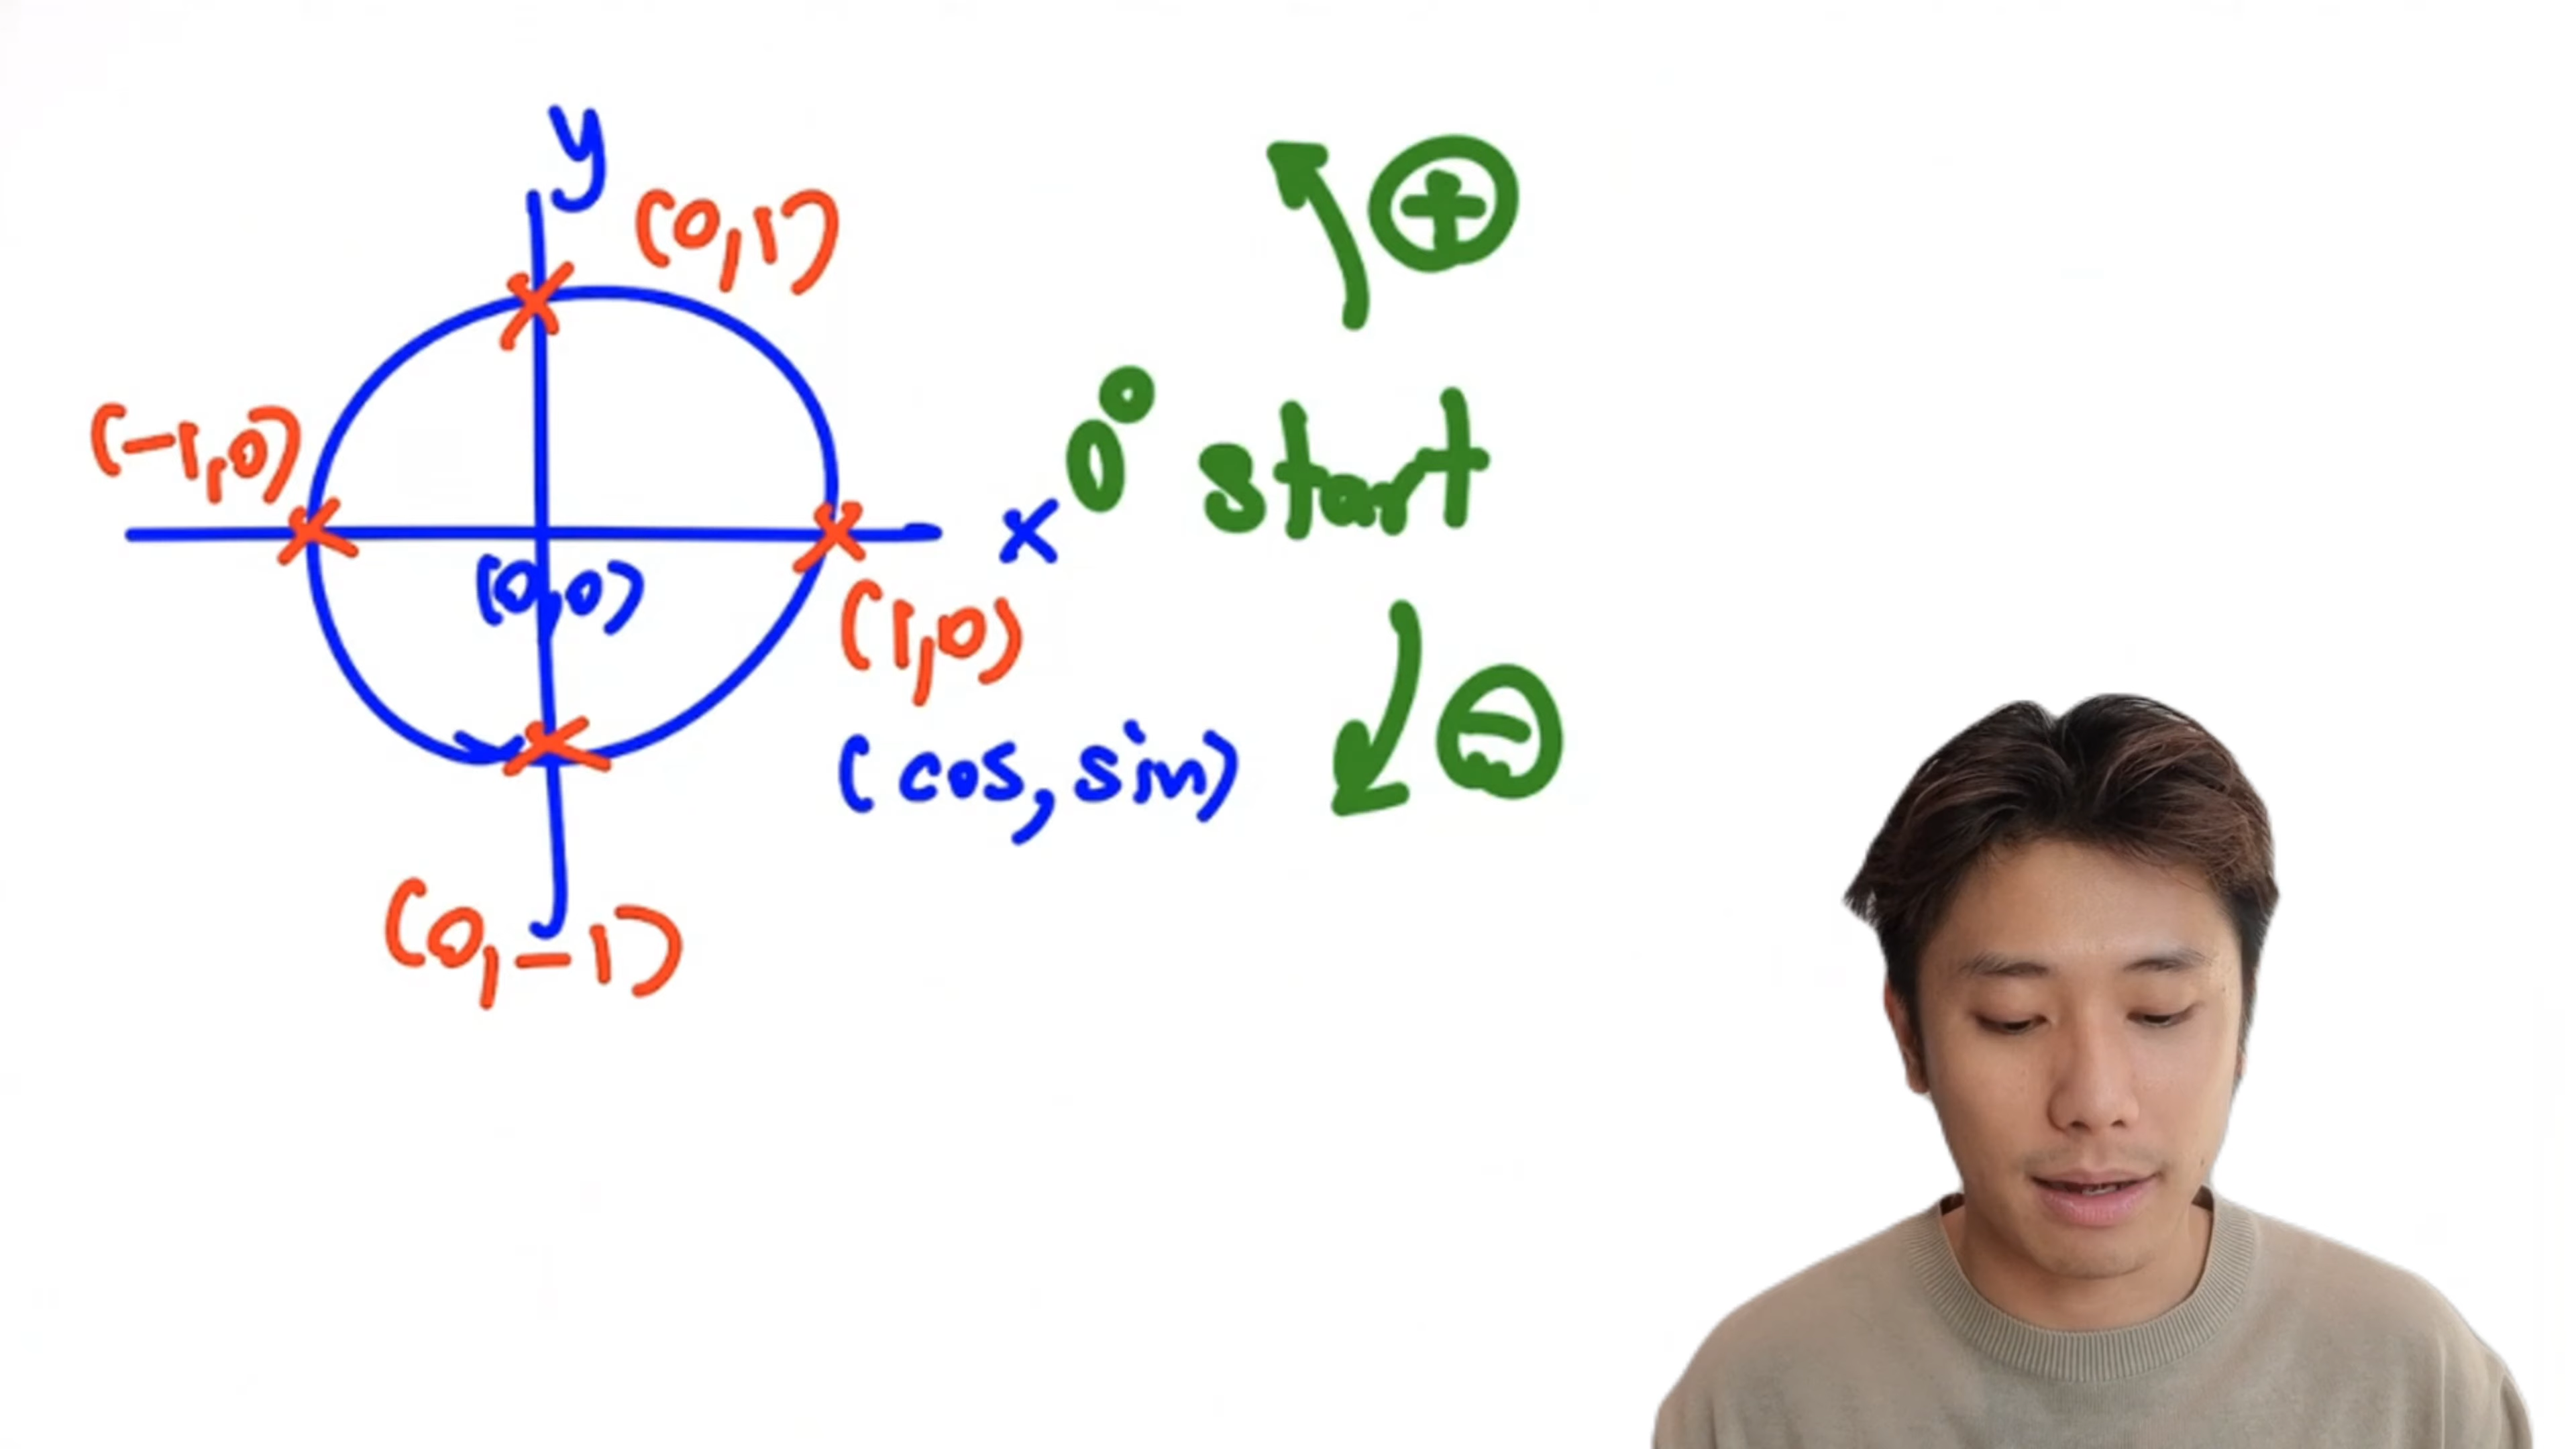 y
(0,1)
⊕
(-1,0)
0° start
x
(0,0)
(1,0)
(cos, sin)
⊖
(0,-1)